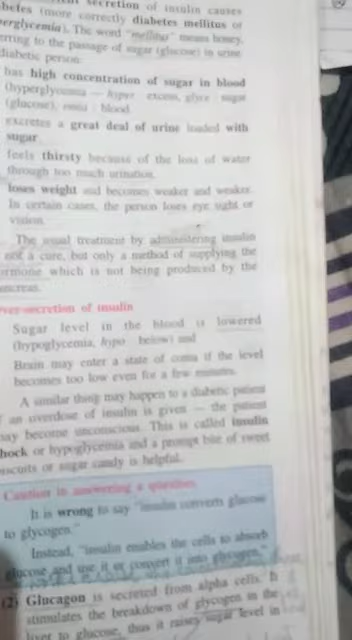 secretion of insulin causes
betes (more correctly diabetes mellitus or
perglycemia). The word "mellitus" means honey,
erring to the passage of sugar (glucose) in urine
diabetic person:
has high concentration of sugar in blood
(hyperglycemia — hyper : excess, glyce : sugar
(glucose), emia : blood
excretes a great deal of urine loaded with
sugar
feels thirsty because of the loss of water
through too much urination.
loses weight and becomes weaker and weaker.
In certain cases, the person loses eye sight or
vision.
The usual treatment by administering insulin
not a cure, but only a method of supplying the
ormone which is not being produced by the
ancreas.
ver-secretion of insulin
Sugar level in the blood is lowered
(hypoglycemia, hypo : below) and
Brain may enter a state of coma if the level
becomes too low even for a few minutes.
A similar thing may happen to a diabetic patient
f an overdose of insulin is given — the patient
may become unconscious. This is called insulin
hock or hypoglycemia and a prompt bite of sweet
biscuits or sugar candy is helpful.
Caution in answering a question
It is wrong to say "insulin converts glucose
to glycogen."
Instead, "insulin enables the cells to absorb
glucose and use it or convert it into glycogen."
(2) Glucagon is secreted from alpha cells. It
stimulates the breakdown of glycogen in the
liver to glucose, thus it raises sugar level in